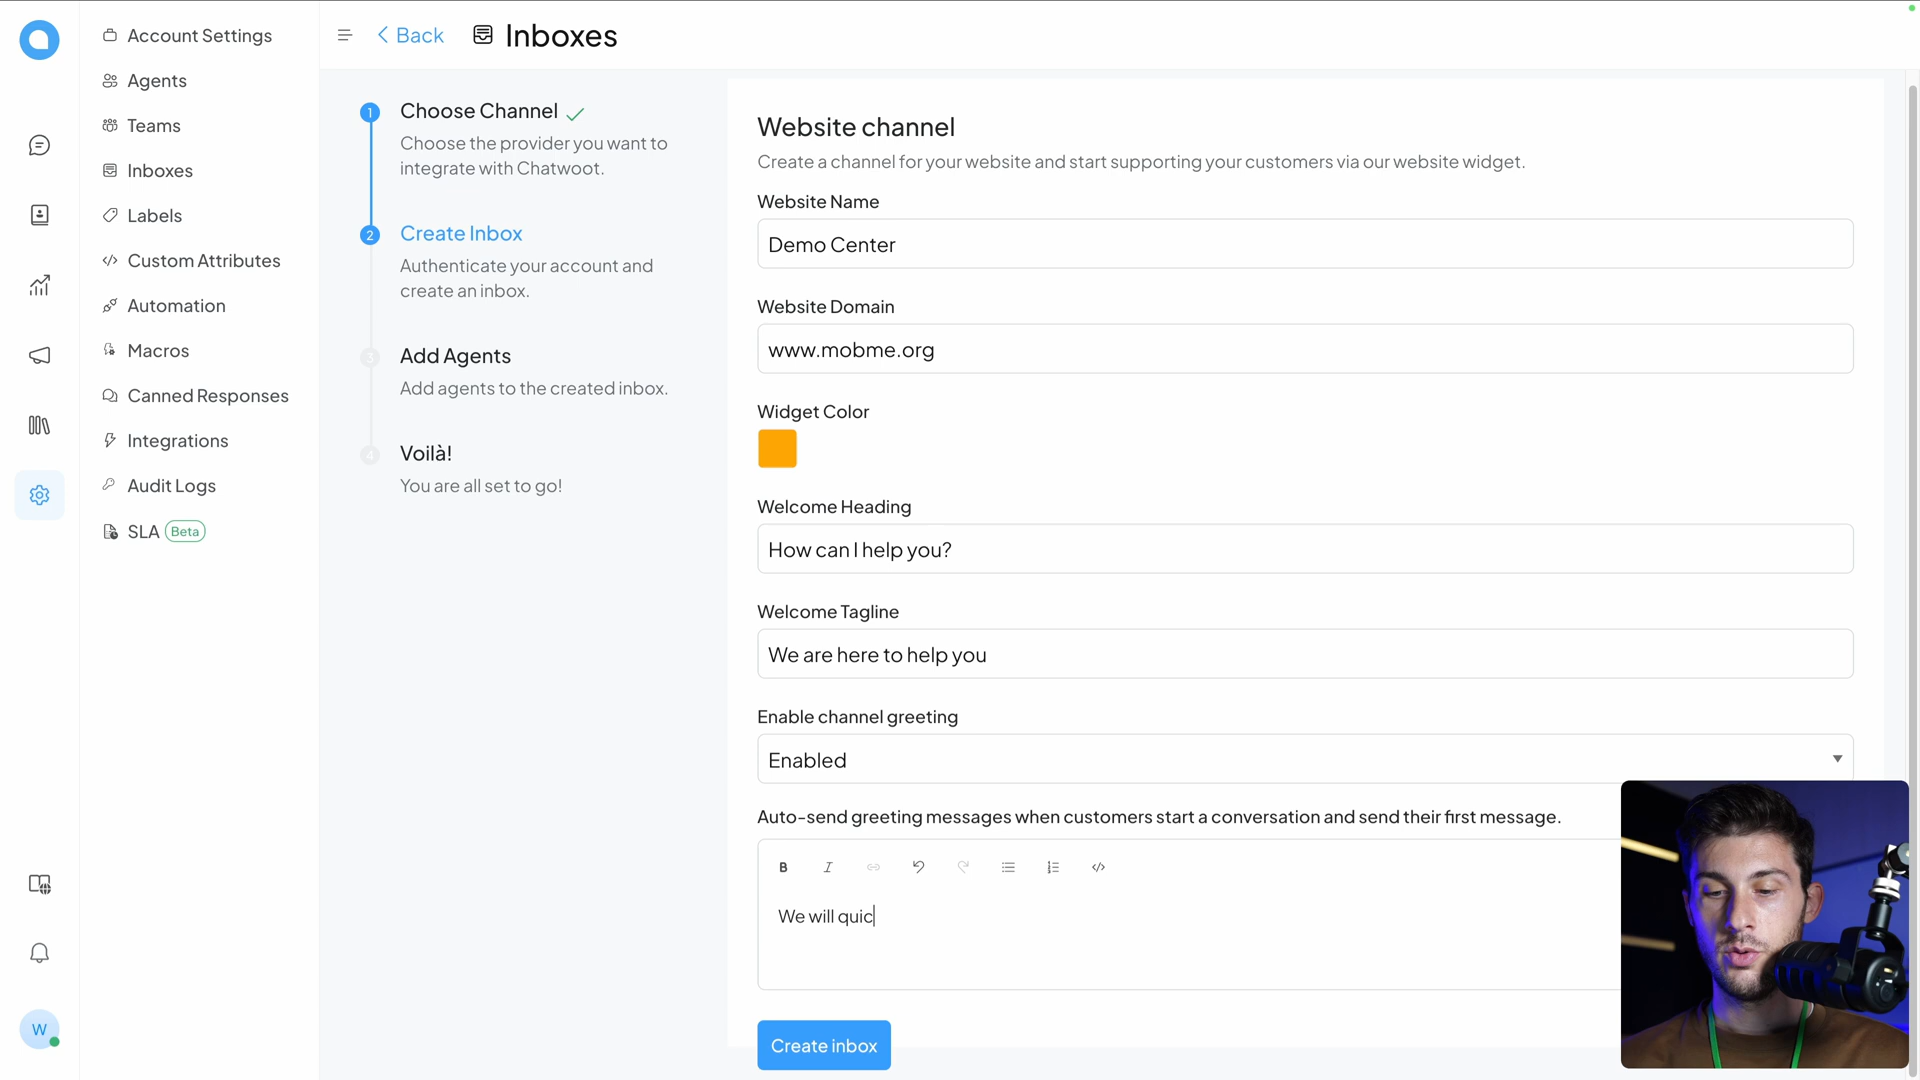 Account Settings
Agents
Teams
Inboxes
Labels
Custom Attributes
Automation
Macros
Canned Responses
Integrations
Audit Logs
SLA Beta
W
Back
Inboxes
1
Choose Channel
Choose the provider you want to
integrate with Chatwoot.
2
Create Inbox
Authenticate your account and
create an inbox.
3
Add Agents
Add agents to the created inbox.
4
Voilà!
You are all set to go!
Website channel
Create a channel for your website and start supporting your customers via our website widget.
Website Name
Demo Center
Website Domain
www.mobme.org
Widget Color
Welcome Heading
How can I help you?
Welcome Tagline
We are here to help you
Enable channel greeting
Enabled
Auto-send greeting messages when customers start a conversation and send their first message.
B I
We will quic
Create inbox